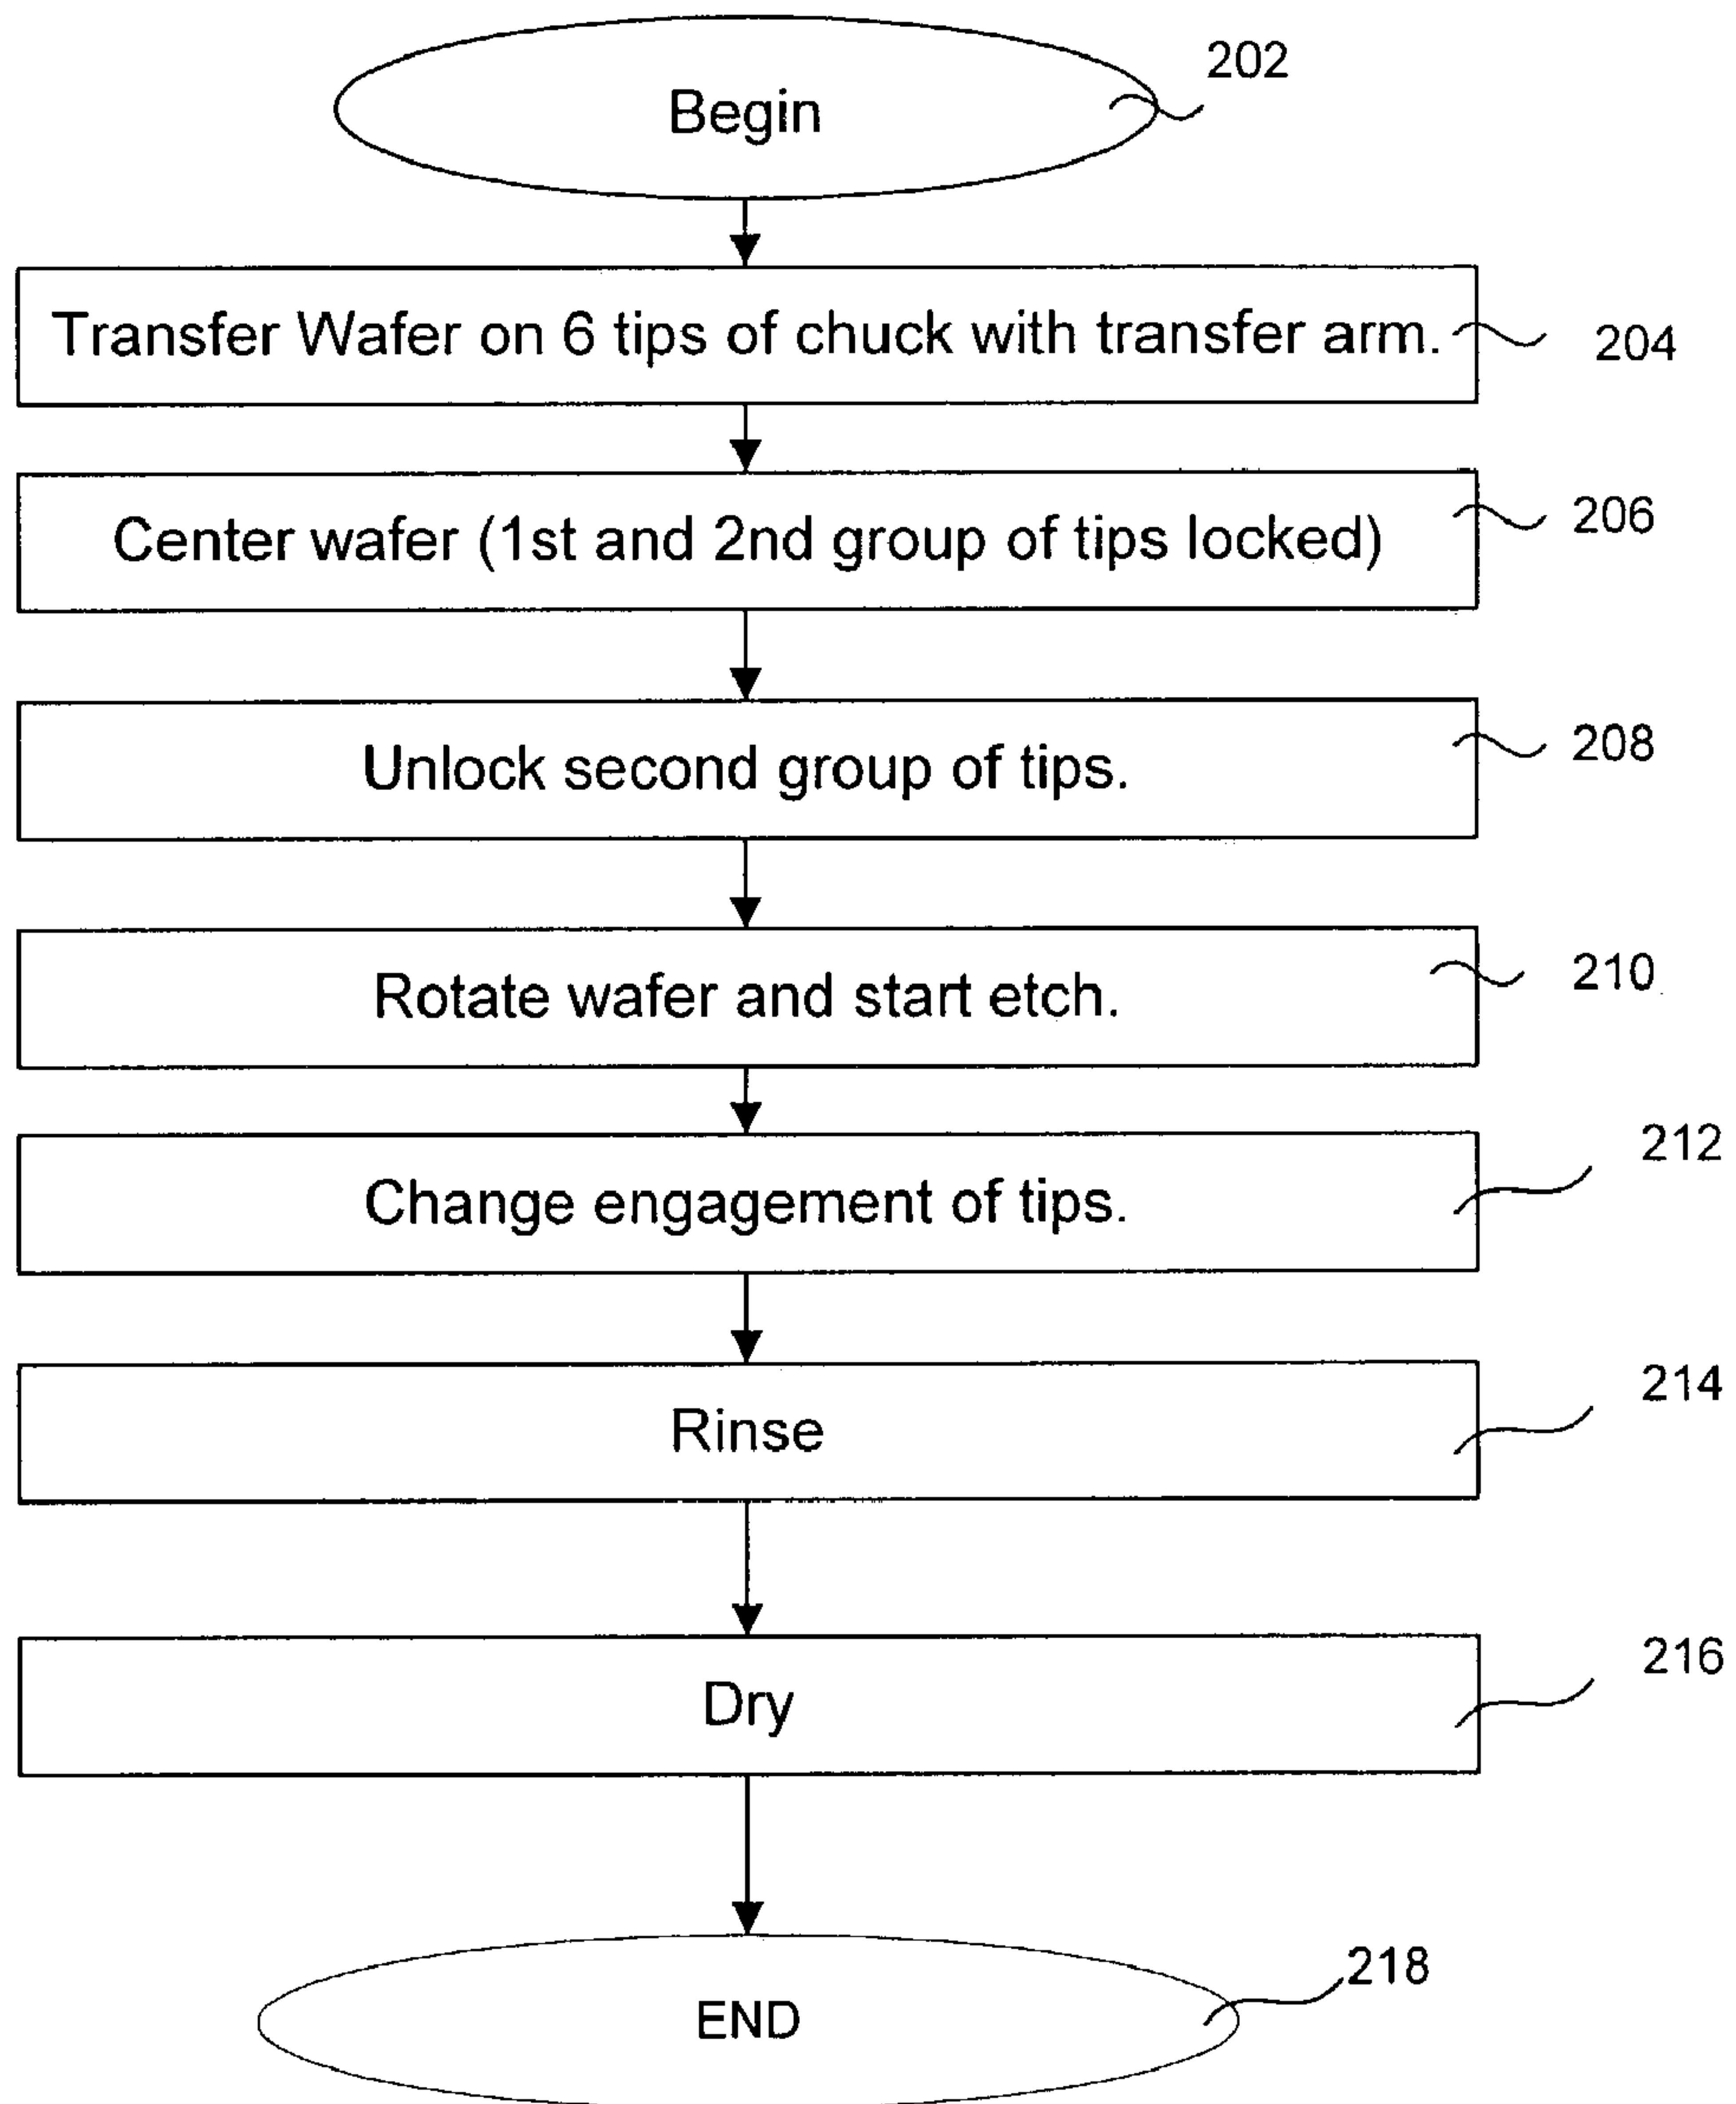 Begin
202
Transfer Wafer on 6 tips of chuck with transfer arm.
204
Center wafer (1st and 2nd group of tips locked)
206
Unlock second group of tips.
208
Rotate wafer and start etch.
210
Change engagement of tips.
212
Rinse
214
Dry
216
END
218